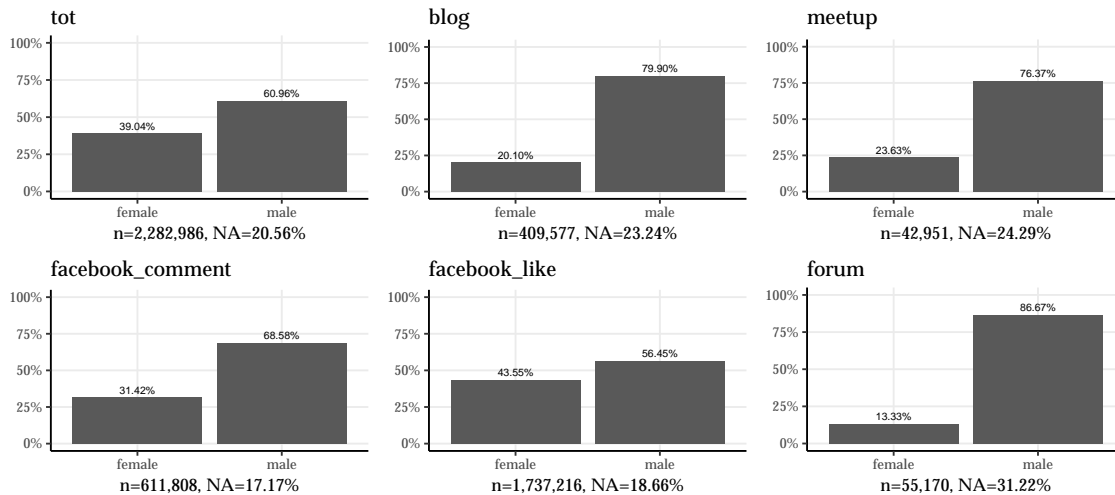 tot
100%
75%
50%
25%
0%
39.04%
60.96%
female
male
n=2,282,986, NA=20.56%
blog
100%
75%
50%
25%
0%
20.10%
79.90%
female
male
n=409,577, NA=23.24%
meetup
100%
75%
50%
25%
0%
23.63%
76.37%
female
male
n=42,951, NA=24.29%
facebook_comment
100%
75%
50%
25%
0%
31.42%
68.58%
female
male
n=611,808, NA=17.17%
facebook_like
100%
75%
50%
25%
0%
43.55%
56.45%
female
male
n=1,737,216, NA=18.66%
forum
100%
75%
50%
25%
0%
13.33%
86.67%
female
male
n=55,170, NA=31.22%